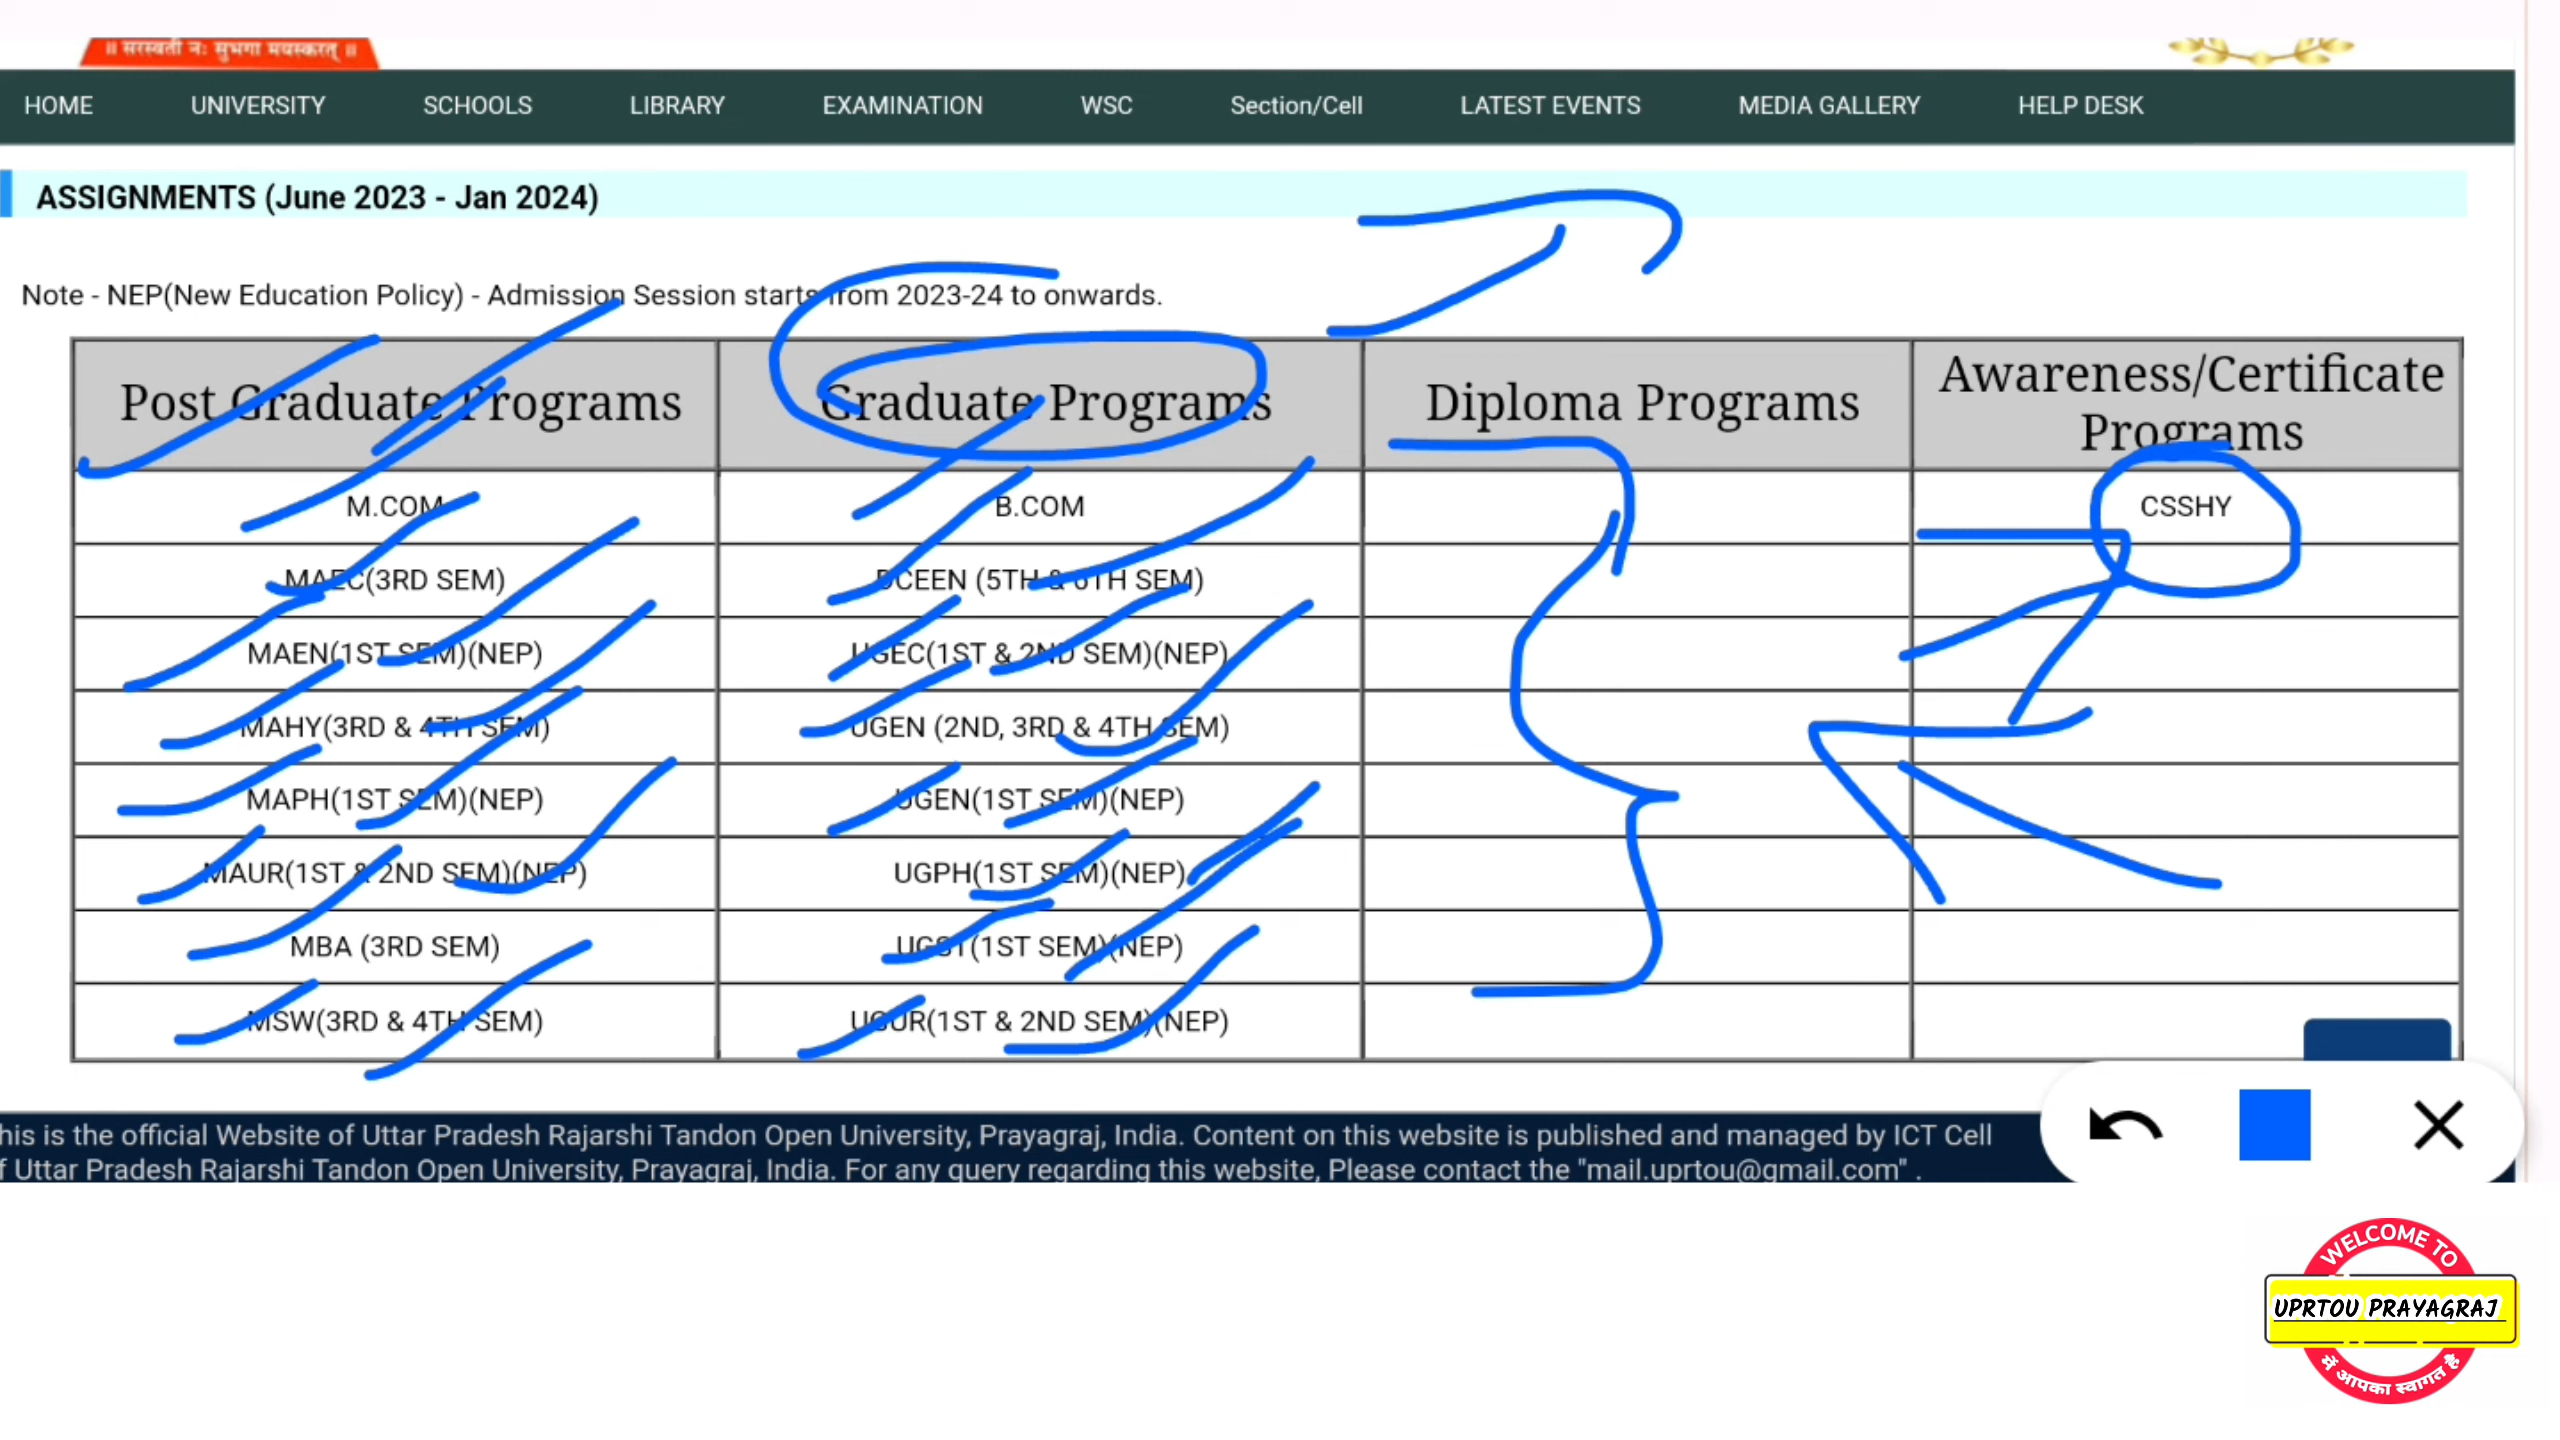 ॥ सरस्वती नः सुभगा मयस्करत् ॥
HOME UNIVERSITY SCHOOLS LIBRARY EXAMINATION WSC Section/Cell LATEST EVENTS MEDIA GALLERY HELP DESK
ASSIGNMENTS (June 2023 - Jan 2024)
Note - NEP(New Education Policy) - Admission Session starts from 2023-24 to onwards.
Post Graduate Programs Graduate Programs Diploma Programs Awareness/Certificate Programs
M.COM B.COM CSSHY
MAEC(3RD SEM) DCEEN (5TH & 6TH SEM)
MAEN(1ST SEM)(NEP) UGEC(1ST & 2ND SEM)(NEP)
MAHY(3RD & 4TH SEM) UGEN (2ND, 3RD & 4TH SEM)
MAPH(1ST SEM)(NEP) UGEN(1ST SEM)(NEP)
MAUR(1ST & 2ND SEM)(NEP) UGPH(1ST SEM)(NEP)
MBA (3RD SEM) UGST(1ST SEM)(NEP)
MSW(3RD & 4TH SEM) UGUR(1ST & 2ND SEM)(NEP)
his is the official Website of Uttar Pradesh Rajarshi Tandon Open University, Prayagraj, India. Content on this website is published and managed by ICT Cell
f Uttar Pradesh Rajarshi Tandon Open University, Prayagraj, India. For any query regarding this website, Please contact the "mail.uprtou@gmail.com" .
WELCOME TO
UPRTOU PRAYAGRAJ
में आपका स्वागत है